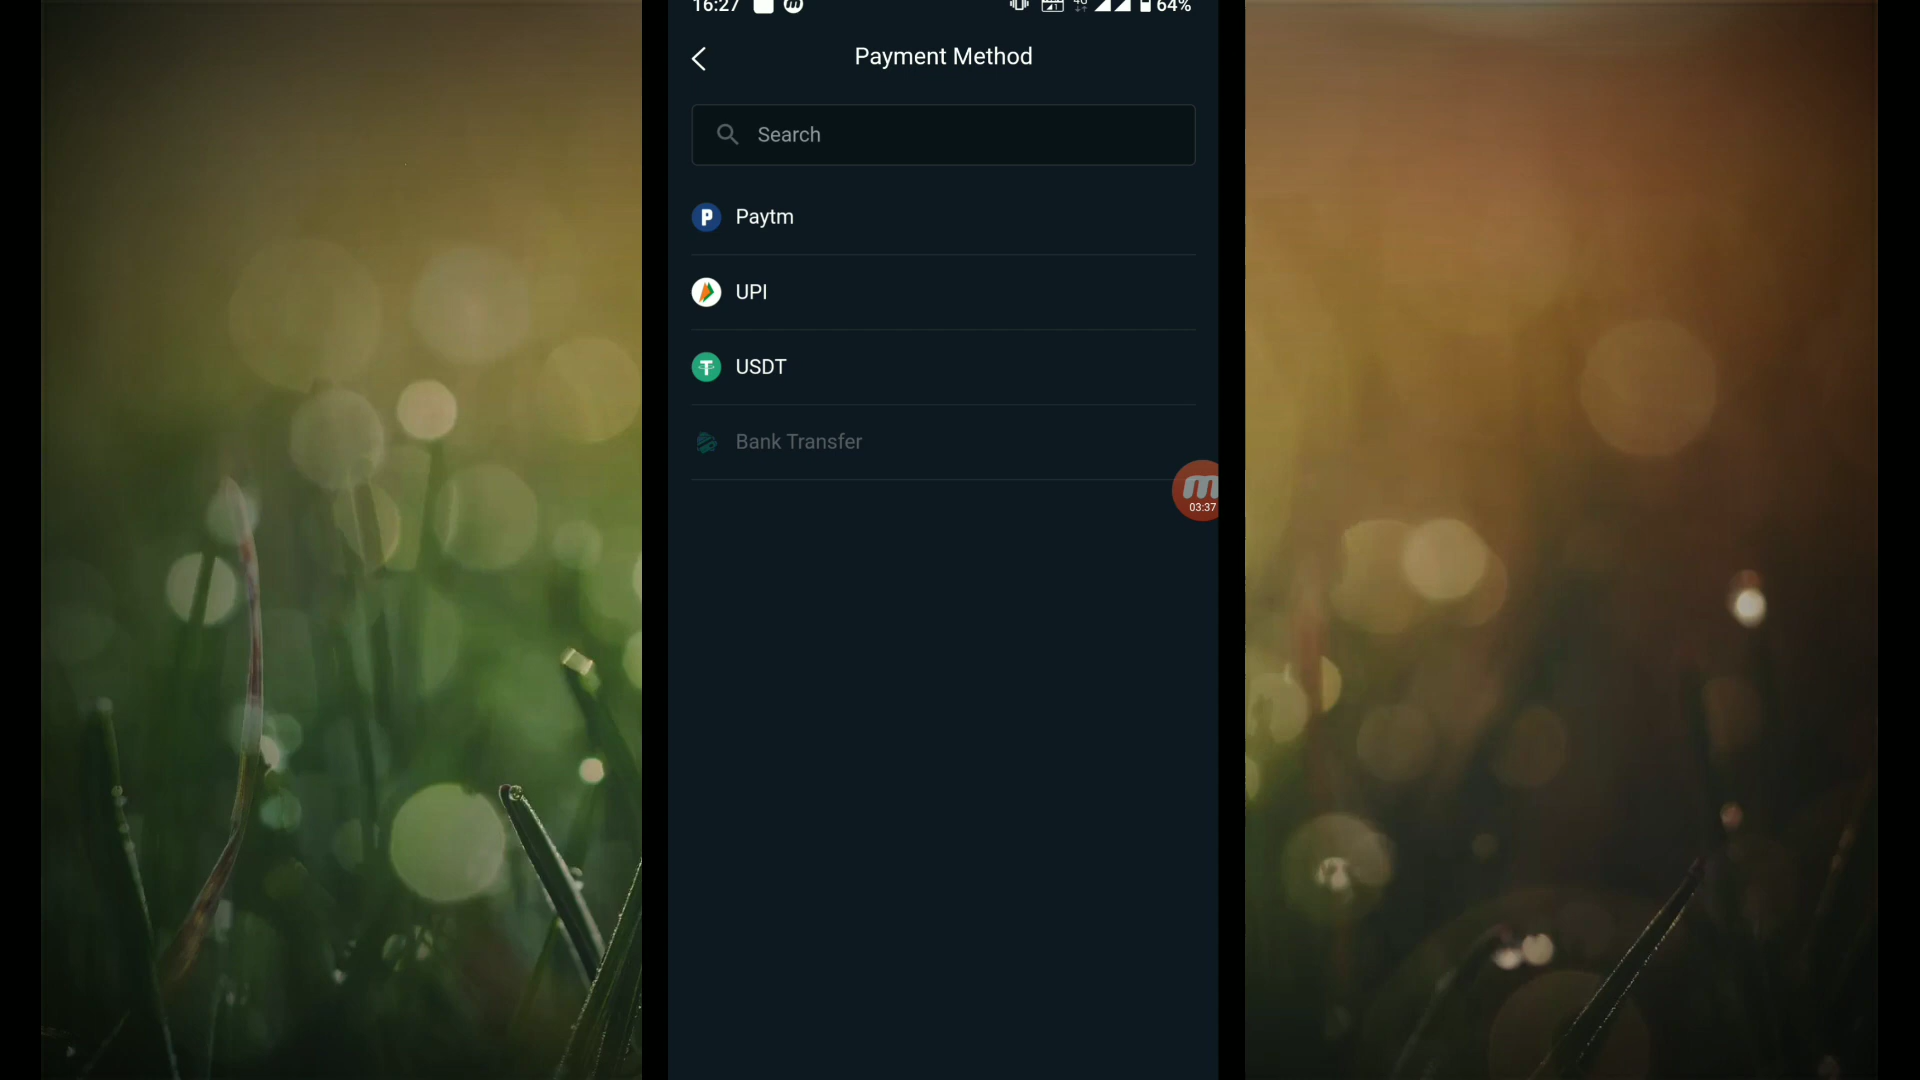 16:27 64%
Payment Method
Search
Paytm
UPI
USDT
Bank Transfer
03:37